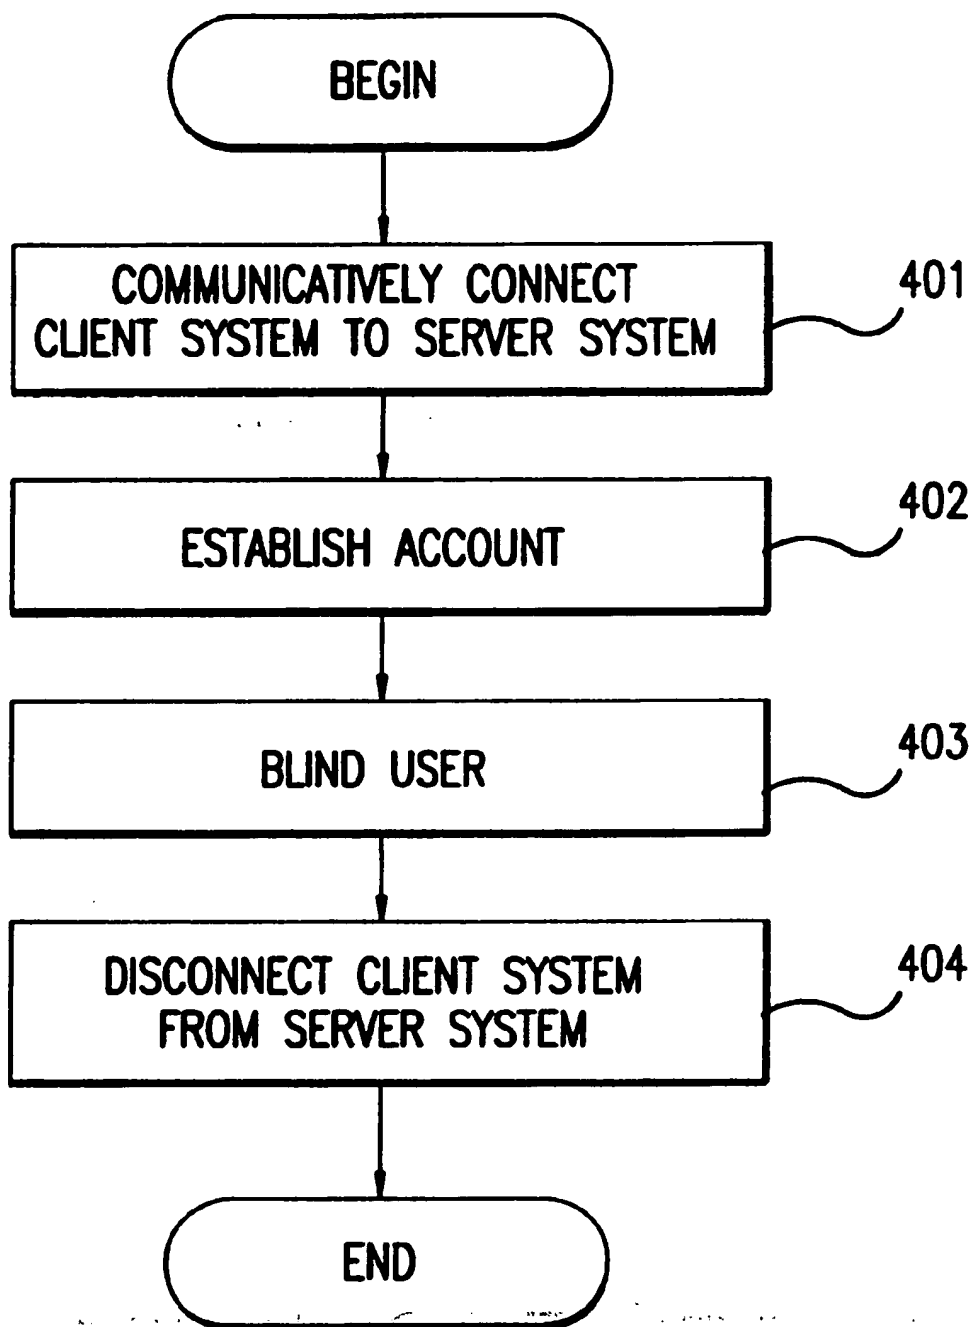 BEGIN
COMMUNICATIVELY CONNECT
CLIENT SYSTEM TO SERVER SYSTEM
401
ESTABLISH ACCOUNT
402
BLIND USER
403
DISCONNECT CLIENT SYSTEM
FROM SERVER SYSTEM
404
END